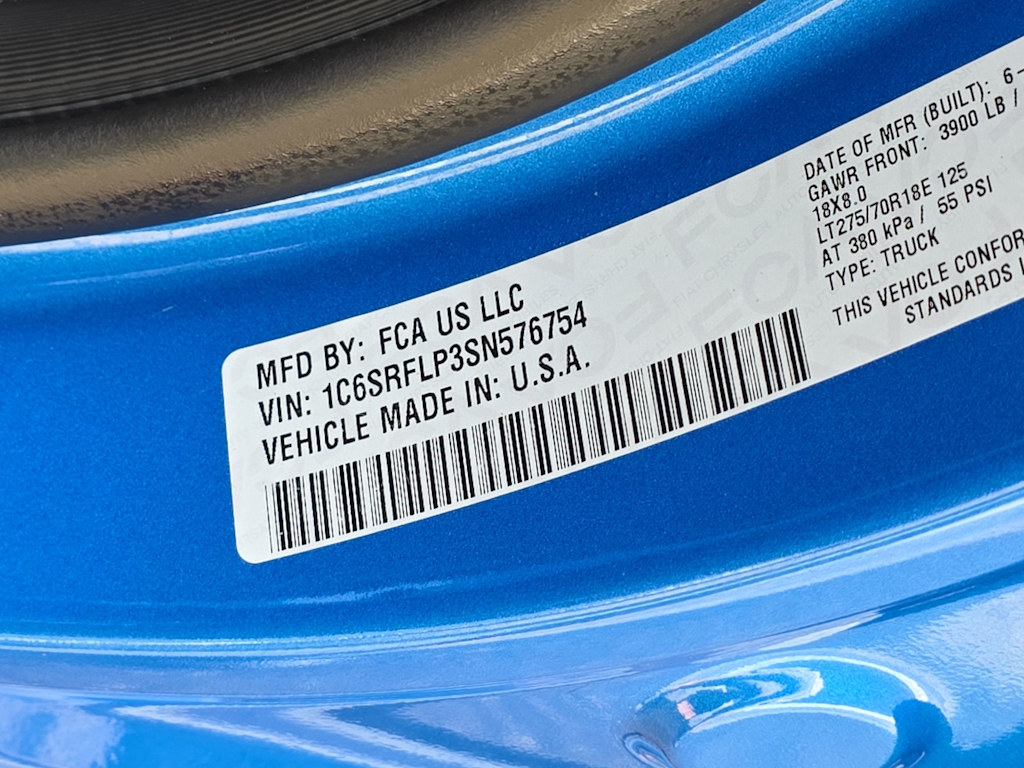 MFD BY: FCA US LLC
VIN: 1C6SRFLP3SN576754
VEHICLE MADE IN: U.S.A.
DATE OF MFR (BUILT): 6-
GAWR FRONT: 3900 LB /
18X8.0
LT275/70R18E 125
AT 380 kPa / 55 PSI
TYPE: TRUCK
THIS VEHICLE CONFOR
STANDARDS